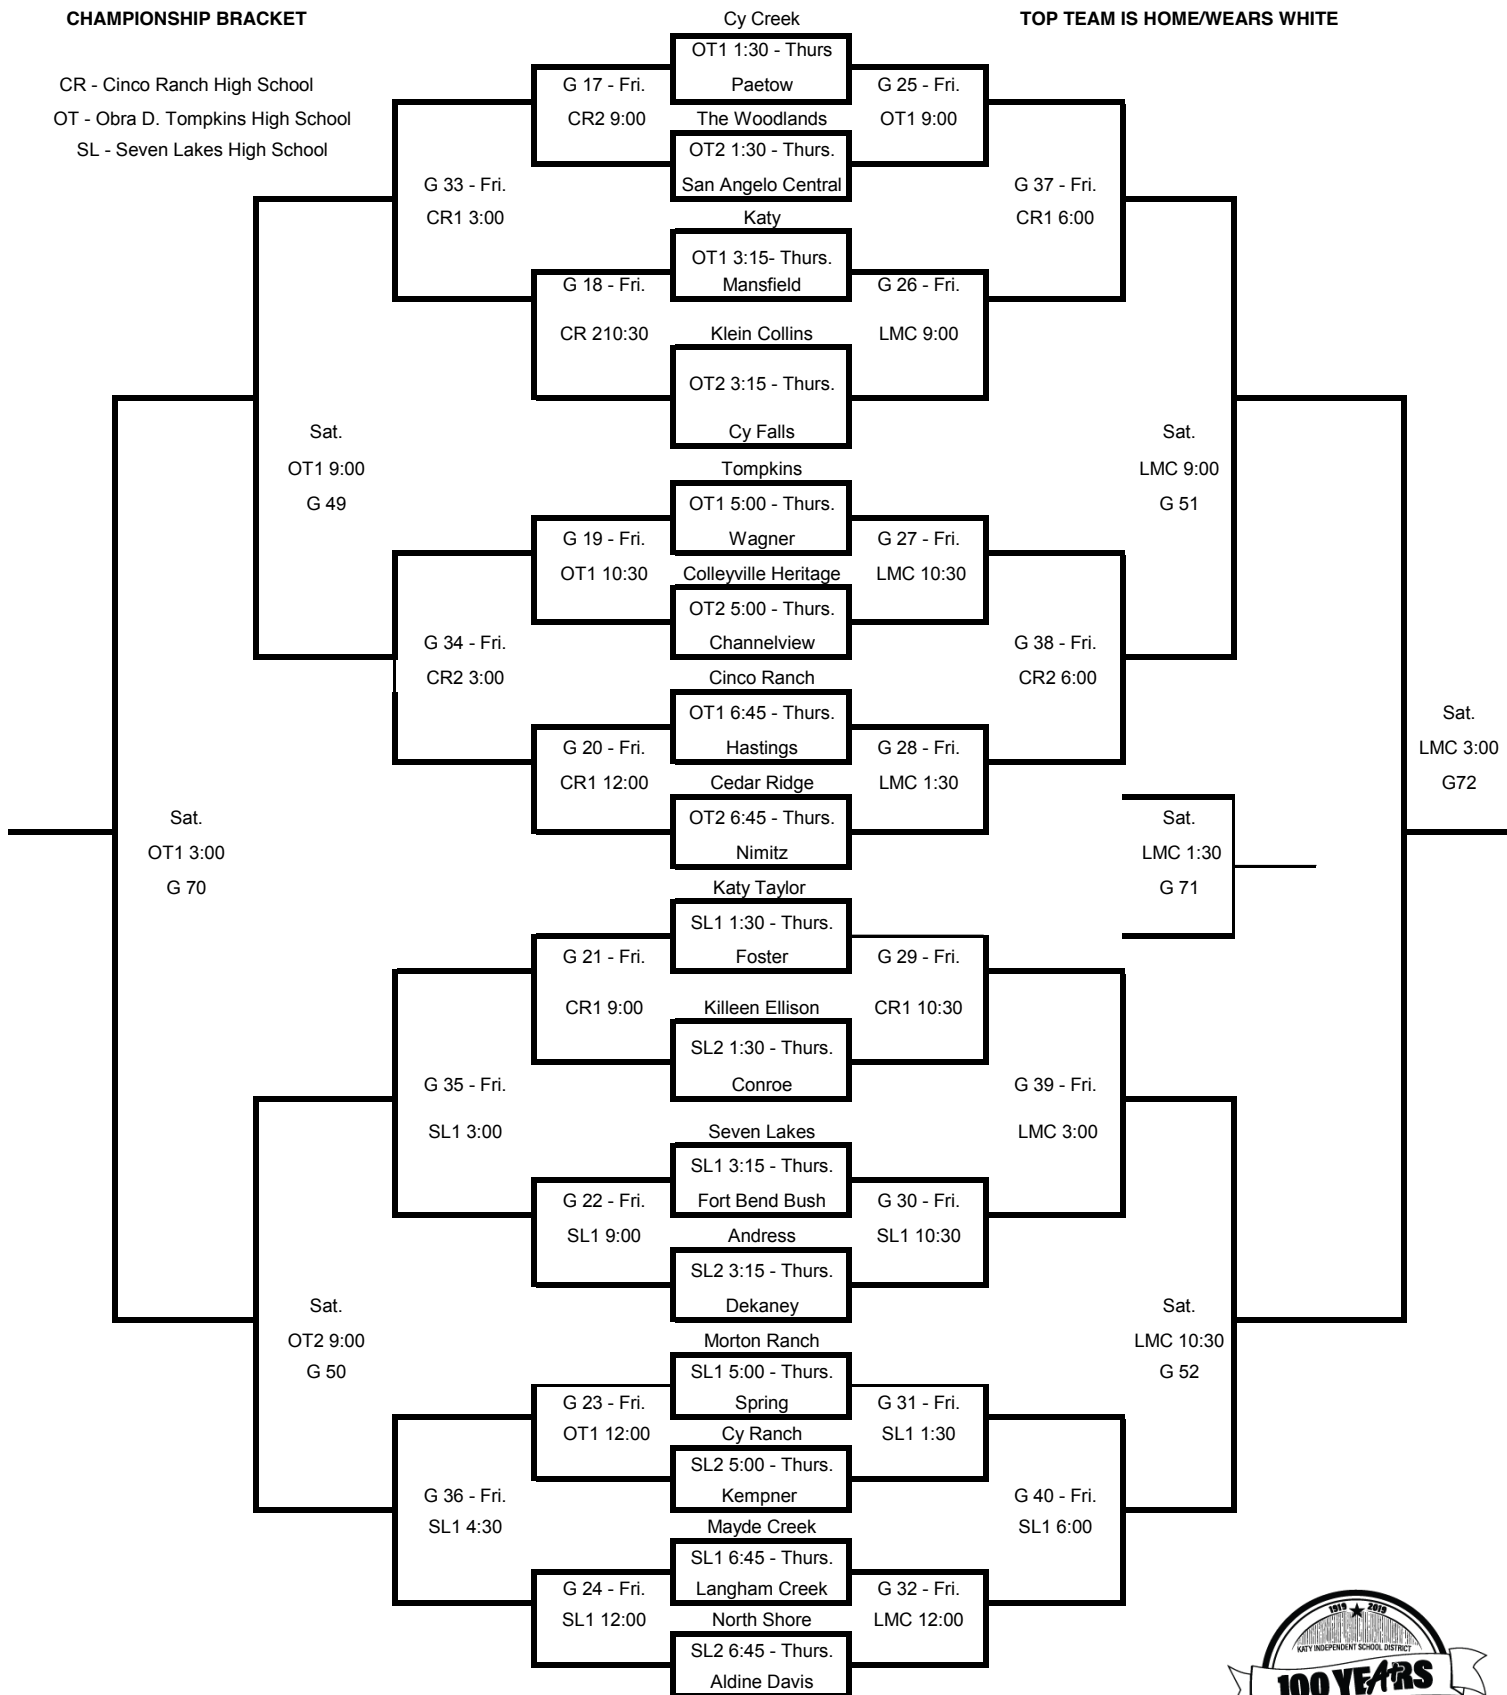 CHAMPIONSHIP BRACKET
Cy Creek
TOP TEAM IS HOME/WEARS WHITE
OT1 1:30 - Thurs
CR - Cinco Ranch High School
G 17 - Fri.
Paetow
G 25 - Fri.
OT - Obra D. Tompkins High School
CR2 9:00
The Woodlands
OT1 9:00
SL - Seven Lakes High School
OT2 1:30 - Thurs.
G 33 - Fri.
San Angelo Central
G 37 - Fri.
CR1 3:00
Katy
CR1 6:00
OT1 3:15- Thurs.
G 18 - Fri.
Mansfield
G 26 - Fri.
CR 210:30
Klein Collins
LMC 9:00
OT2 3:15 - Thurs.
Sat.
Cy Falls
Sat.
OT1 9:00
Tompkins
LMC 9:00
G 49
OT1 5:00 - Thurs.
G 51
G 19 - Fri.
Wagner
G 27 - Fri.
OT1 10:30
Colleyville Heritage
LMC 10:30
OT2 5:00 - Thurs.
G 34 - Fri.
Channelview
G 38 - Fri.
CR2 3:00
Cinco Ranch
CR2 6:00
OT1 6:45 - Thurs.
Sat.
G 20 - Fri.
Hastings
G 28 - Fri.
LMC 3:00
CR1 12:00
Cedar Ridge
LMC 1:30
G72
Sat.
OT2 6:45 - Thurs.
Sat.
OT1 3:00
Nimitz
LMC 1:30
G 70
Katy Taylor
G 71
SL1 1:30 - Thurs.
G 21 - Fri.
Foster
G 29 - Fri.
CR1 9:00
Killeen Ellison
CR1 10:30
SL2 1:30 - Thurs.
G 35 - Fri.
Conroe
G 39 - Fri.
SL1 3:00
Seven Lakes
LMC 3:00
SL1 3:15 - Thurs.
G 22 - Fri.
Fort Bend Bush
G 30 - Fri.
SL1 9:00
Andress
SL1 10:30
SL2 3:15 - Thurs.
Sat.
Dekaney
Sat.
OT2 9:00
Morton Ranch
LMC 10:30
G 50
SL1 5:00 - Thurs.
G 52
G 23 - Fri.
Spring
G 31 - Fri.
OT1 12:00
Cy Ranch
SL1 1:30
SL2 5:00 - Thurs.
G 36 - Fri.
Kempner
G 40 - Fri.
SL1 4:30
Mayde Creek
SL1 6:00
SL1 6:45 - Thurs.
G 24 - Fri.
Langham Creek
G 32 - Fri.
SL1 12:00
North Shore
LMC 12:00
SL2 6:45 - Thurs.
Aldine Davis
1919 ★ 2019
KATY INDEPENDENT SCHOOL DISTRICT
100 YEARS